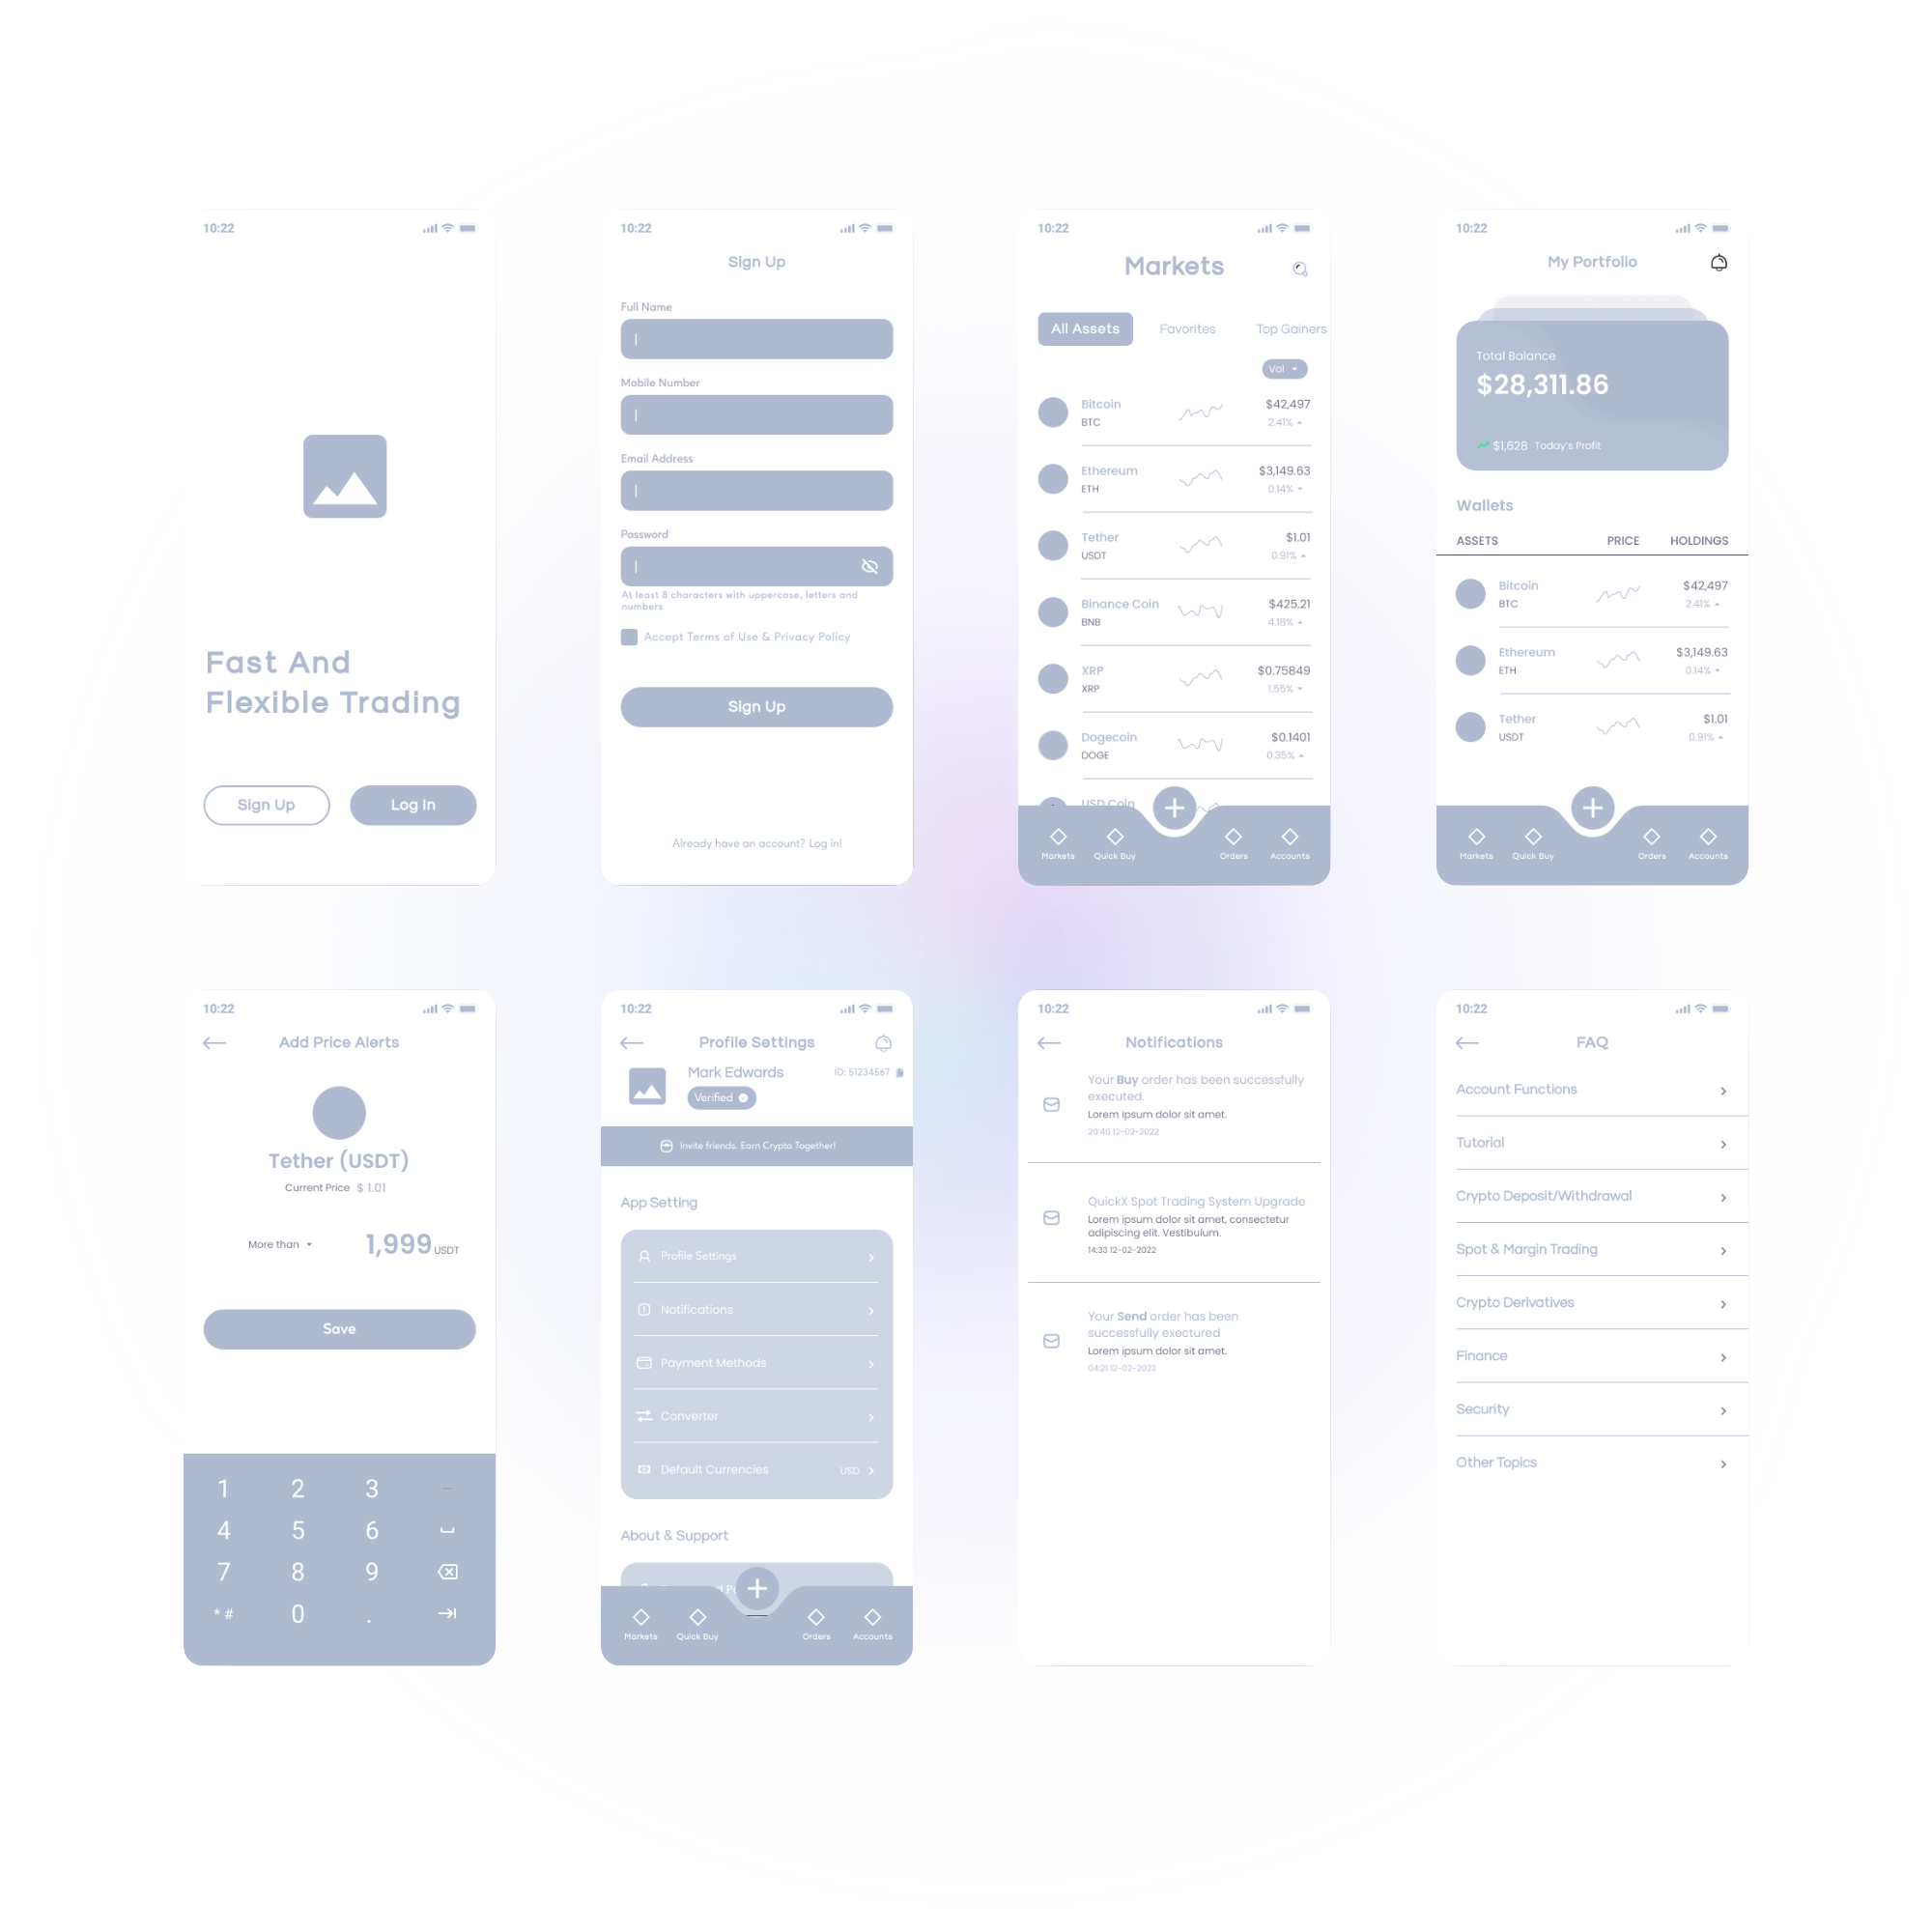 10:22
Fast And
Flexible Trading
Sign Up
Log In
10:22
Sign Up
Full Name
Mobile Number
Email Address
Password
At least 8 characters with uppercase, letters and
numbers
Accept Terms of Use & Privacy Policy
Sign Up
Already have an account? Log in!
10:22
Markets
All Assets Favorites Top Gainers
Vol
Bitcoin $42,497
BTC 2.41%
Ethereum $3,149.63
ETH 0.14%
Tether $1.01
USDT 0.91%
Binance Coin $425.21
BNB 4.18%
XRP $0.75849
XRP 1.55%
Dogecoin $0.1401
DOGE 0.35%
USD Coin
Markets Quick Buy Orders Accounts
10:22
My Portfolio
Total Balance
$28,311.86
$1,628 Today's Profit
Wallets
ASSETS PRICE HOLDINGS
Bitcoin $42,497
BTC 2.41%
Ethereum $3,149.63
ETH 0.14%
Tether $1.01
USDT 0.91%
Markets Quick Buy Orders Accounts
10:22
Add Price Alerts
Tether (USDT)
Current Price $ 1.01
More than 1,999 USDT
Save
1 2 3 –
4 5 6
7 8 9
* # 0 .
10:22
Profile Settings
Mark Edwards ID: 51234567
Verified
Invite friends. Earn Crypto Together!
App Setting
Profile Settings
Notifications
Payment Methods
Converter
Default Currencies USD
About & Support
Markets Quick Buy Orders Accounts
10:22
Notifications
Your Buy order has been successfully
executed.
Lorem ipsum dolor sit amet.
20:46 12-02-2022
QuickX Spot Trading System Upgrade
Lorem ipsum dolor sit amet, consectetur
adipiscing elit. Vestibulum.
14:33 12-02-2022
Your Send order has been
successfully exectured
Lorem ipsum dolor sit amet.
04:21 12-02-2022
10:22
FAQ
Account Functions
Tutorial
Crypto Deposit/Withdrawal
Spot & Margin Trading
Crypto Derivatives
Finance
Security
Other Topics